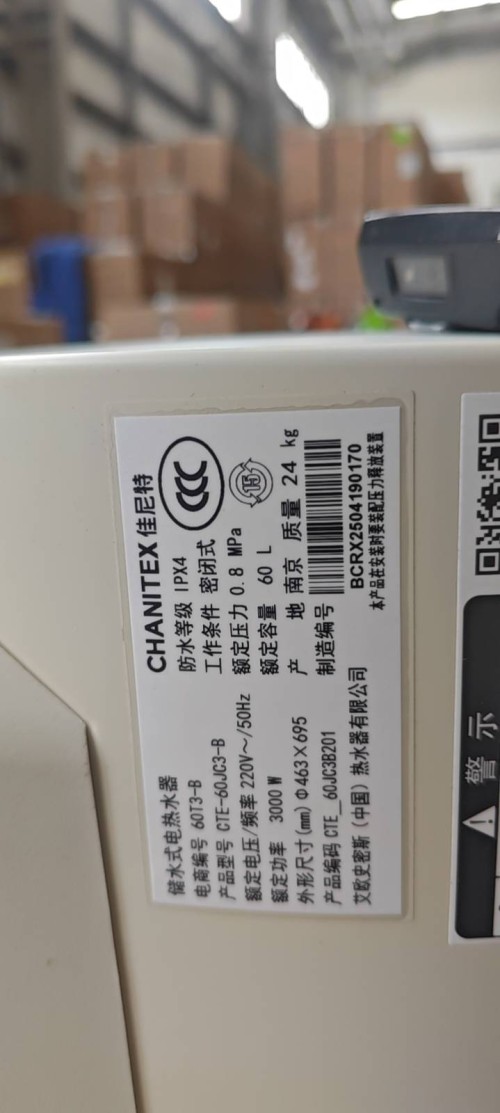 储水式电热水器
CHANITEX 佳尼特
电商编号 60T3-B
防水等级 IPX4
产品型号 CTE-60JC3-B
工作条件 密闭式
额定电压/频率 220V～/50Hz
额定压力 0.8 MPa
额定功率 3000 W
额定容量 60 L
外形尺寸(mm) Φ463×695
产 地 南京 质量 24 kg
产品编码 CTE_60JC3B201
制造编号
BCRX2504190170
艾欧史密斯（中国）热水器有限公司
本产品在安装时要装配压力释放装置
CCC
15
警示